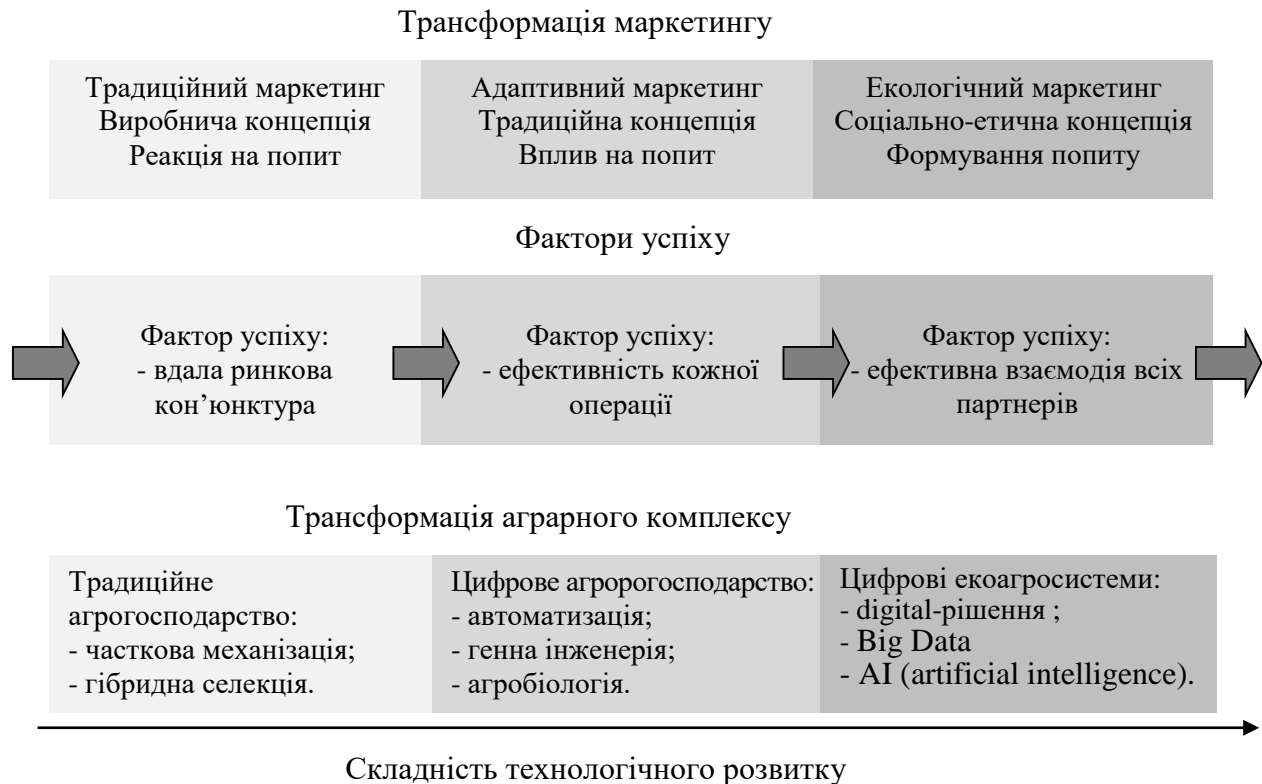 Трансформація маркетингу
Традиційний маркетинг
Виробнича концепція
Реакція на попит
Адаптивний маркетинг
Традиційна концепція
Вплив на попит
Екологічний маркетинг
Соціально-етична концепція
Формування попиту
Фактори успіху
Фактор успіху:
- вдала ринкова
кон’юнктура
Фактор успіху:
- ефективність кожної
операції
Фактор успіху:
- ефективна взаємодія всіх
партнерів
Трансформація аграрного комплексу
Традиційне
агрогосподарство:
- часткова механізація;
- гібридна селекція.
Цифрове агророгосподарство:
- автоматизація;
- генна інженерія;
- агробіологія.
Цифрові екоагросистеми:
- digital-рішення ;
- Big Data
- AI (artificial intelligence).
Складність технологічного розвитку